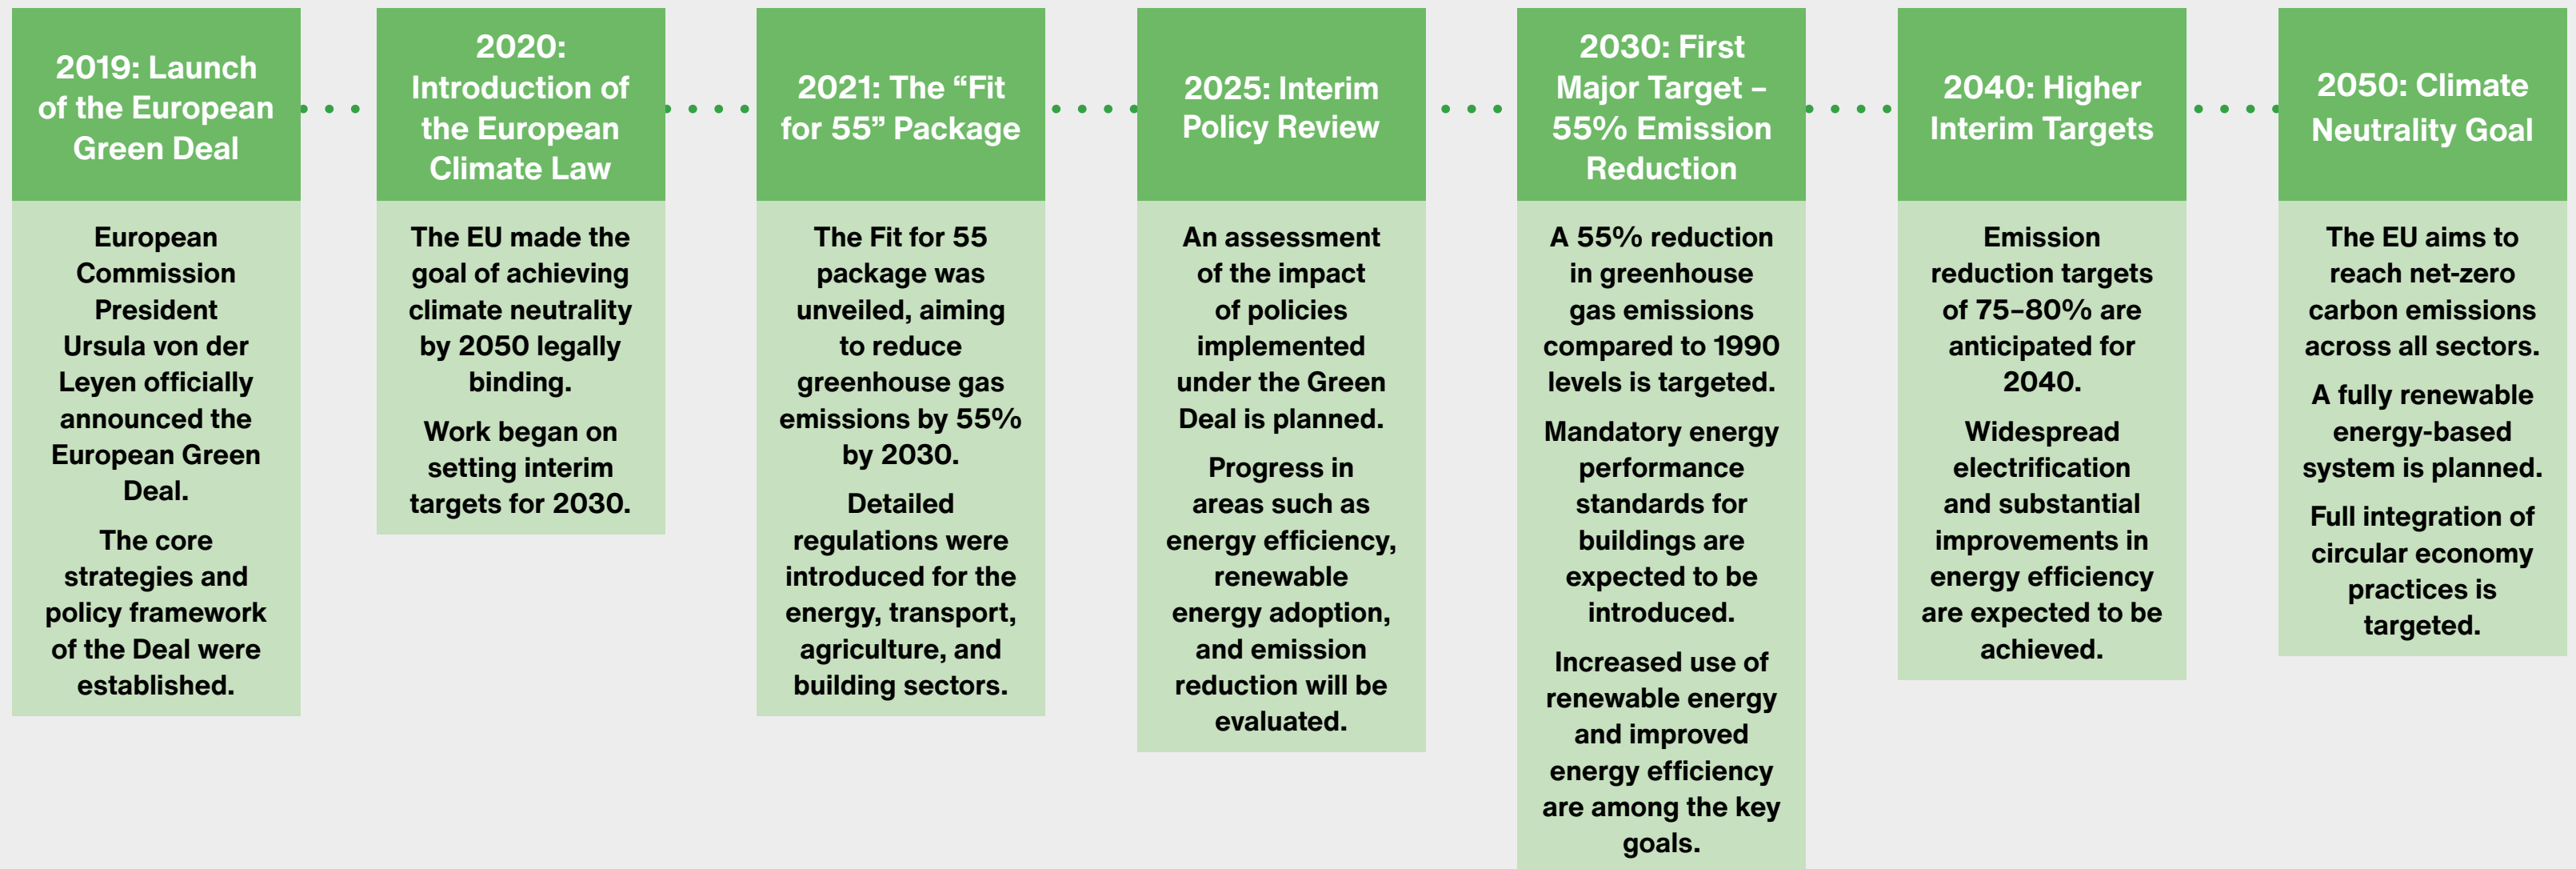 2019: Launch
of the European
Green Deal
European
Commission
President
Ursula von der
Leyen officially
announced the
European Green
Deal.
The core
strategies and
policy framework
of the Deal were
established.
2020:
Introduction of
the European
Climate Law
The EU made the
goal of achieving
climate neutrality
by 2050 legally
binding.
Work began on
setting interim
targets for 2030.
2021: The “Fit
for 55” Package
The Fit for 55
package was
unveiled, aiming
to reduce
greenhouse gas
emissions by 55%
by 2030.
Detailed
regulations were
introduced for the
energy, transport,
agriculture, and
building sectors.
2025: Interim
Policy Review
An assessment
of the impact
of policies
implemented
under the Green
Deal is planned.
Progress in
areas such as
energy efficiency,
renewable
energy adoption,
and emission
reduction will be
evaluated.
2030: First
Major Target –
55% Emission
Reduction
A 55% reduction
in greenhouse
gas emissions
compared to 1990
levels is targeted.
Mandatory energy
performance
standards for
buildings are
expected to be
introduced.
Increased use of
renewable energy
and improved
energy efficiency
are among the key
goals.
2040: Higher
Interim Targets
Emission
reduction targets
of 75–80% are
anticipated for
2040.
Widespread
electrification
and substantial
improvements in
energy efficiency
are expected to be
achieved.
2050: Climate
Neutrality Goal
The EU aims to
reach net-zero
carbon emissions
across all sectors.
A fully renewable
energy-based
system is planned.
Full integration of
circular economy
practices is
targeted.